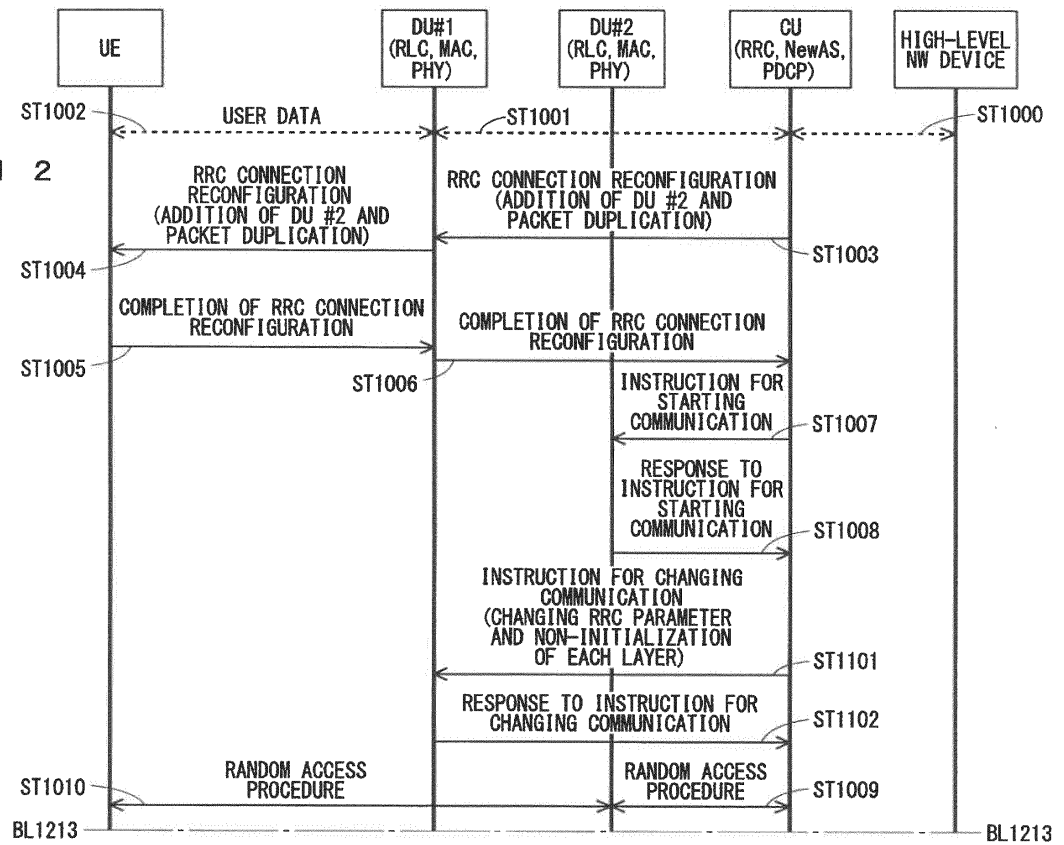 UE
DU#1
(RLC, MAC,
PHY)
DU#2
(RLC, MAC,
PHY)
CU
(RRC, NewAS,
PDCP)
HIGH-LEVEL
NW DEVICE
ST1002
USER DATA
ST1001
ST1000
2
RRC CONNECTION
RECONFIGURATION
(ADDITION OF DU #2 AND
PACKET DUPLICATION)
RRC CONNECTION RECONFIGURATION
(ADDITION OF DU #2 AND
PACKET DUPLICATION)
ST1004
ST1003
COMPLETION OF RRC CONNECTION
RECONFIGURATION
COMPLETION OF RRC CONNECTION
RECONFIGURATION
ST1005
ST1006
INSTRUCTION FOR
STARTING
COMMUNICATION
ST1007
RESPONSE TO
INSTRUCTION FOR
STARTING
COMMUNICATION
ST1008
INSTRUCTION FOR CHANGING
COMMUNICATION
(CHANGING RRC PARAMETER
AND NON-INITIALIZATION
OF EACH LAYER)
ST1101
RESPONSE TO INSTRUCTION FOR
CHANGING COMMUNICATION
ST1102
RANDOM ACCESS
PROCEDURE
RANDOM ACCESS
PROCEDURE
ST1010
ST1009
BL1213
BL1213